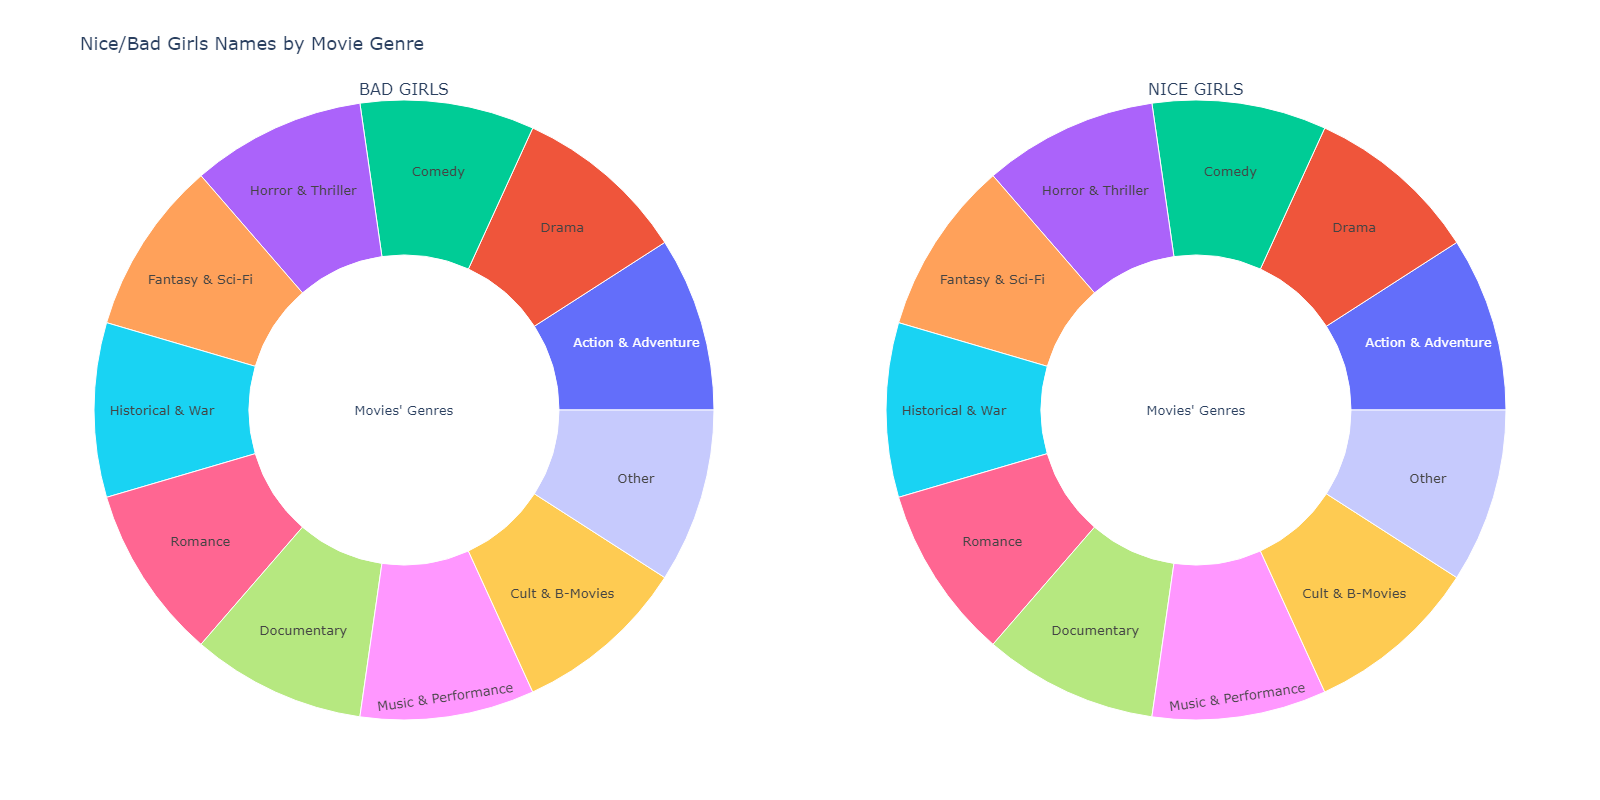 Nice/Bad Girls Names by Movie Genre
BAD GIRLS
Comedy
Horror & Thriller
Drama
Fantasy & Sci-Fi
Action & Adventure
Historical & War
Movies' Genres
Other
Romance
Cult & B-Movies
Documentary
Music & Performance
NICE GIRLS
Comedy
Horror & Thriller
Drama
Fantasy & Sci-Fi
Action & Adventure
Historical & War
Movies' Genres
Other
Romance
Cult & B-Movies
Documentary
Music & Performance